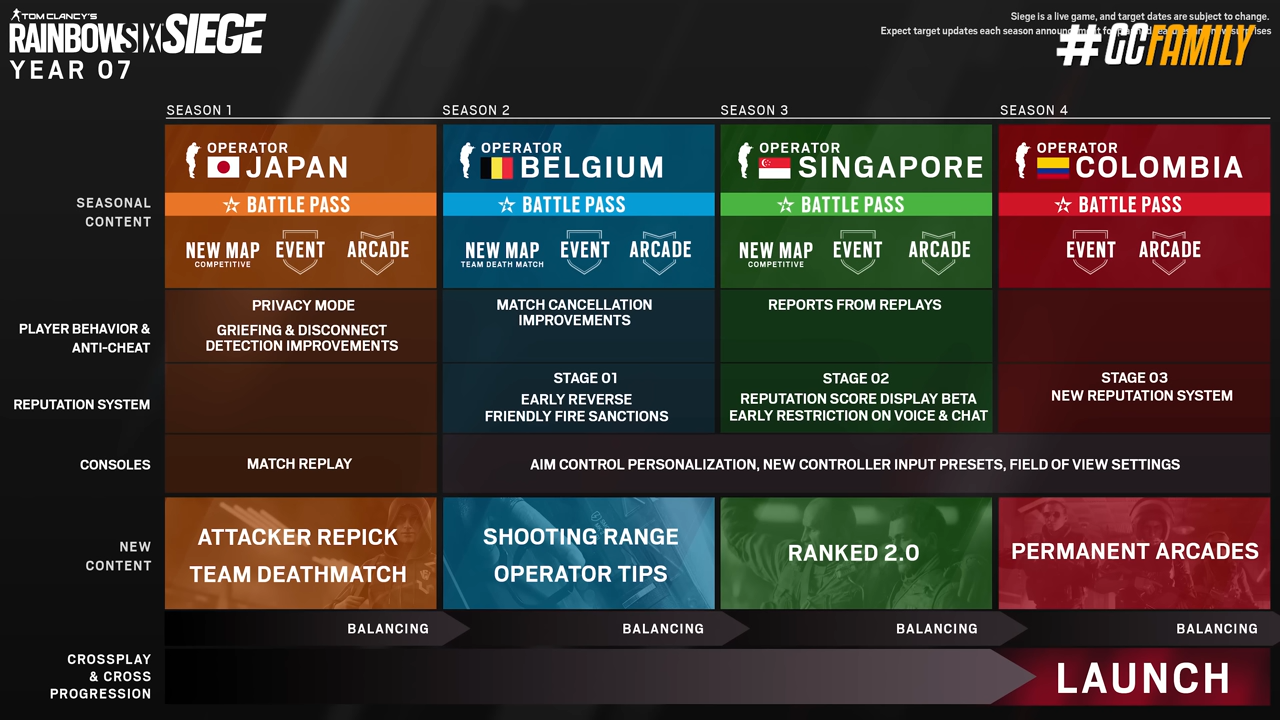 TOM CLANCY'S
RAINBOWSIX SIEGE
YEAR 07
Siege is a live game, and target dates are subject to change.
Expect target updates each season
#GCFAMILY
SEASON 1
SEASON 2
SEASON 3
SEASON 4
SEASONAL
CONTENT
OPERATOR
JAPAN
BATTLE PASS
NEW MAP
COMPETITIVE
EVENT
ARCADE
OPERATOR
BELGIUM
BATTLE PASS
NEW MAP
TEAM DEATH MATCH
EVENT
ARCADE
OPERATOR
SINGAPORE
BATTLE PASS
NEW MAP
COMPETITIVE
EVENT
ARCADE
OPERATOR
COLOMBIA
BATTLE PASS
EVENT
ARCADE
PLAYER BEHAVIOR &
ANTI-CHEAT
PRIVACY MODE
GRIEFING & DISCONNECT
DETECTION IMPROVEMENTS
MATCH CANCELLATION
IMPROVEMENTS
REPORTS FROM REPLAYS
REPUTATION SYSTEM
STAGE 01
EARLY REVERSE
FRIENDLY FIRE SANCTIONS
STAGE 02
REPUTATION SCORE DISPLAY BETA
EARLY RESTRICTION ON VOICE & CHAT
STAGE 03
NEW REPUTATION SYSTEM
CONSOLES
MATCH REPLAY
AIM CONTROL PERSONALIZATION, NEW CONTROLLER INPUT PRESETS, FIELD OF VIEW SETTINGS
NEW
CONTENT
ATTACKER REPICK
TEAM DEATHMATCH
SHOOTING RANGE
OPERATOR TIPS
RANKED 2.0
PERMANENT ARCADES
BALANCING
BALANCING
BALANCING
BALANCING
CROSSPLAY
& CROSS
PROGRESSION
LAUNCH